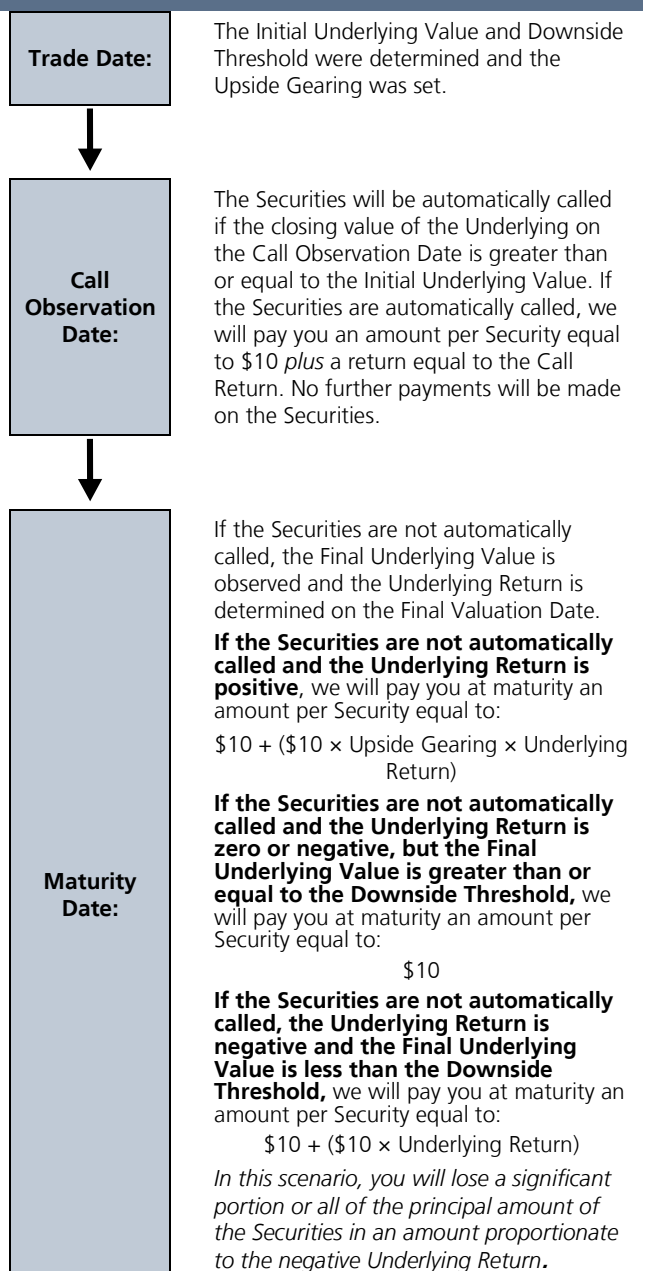 Trade Date:
The Initial Underlying Value and Downside
Threshold were determined and the
Upside Gearing was set.
Call
Observation
Date:
The Securities will be automatically called
if the closing value of the Underlying on
the Call Observation Date is greater than
or equal to the Initial Underlying Value. If
the Securities are automatically called, we
will pay you an amount per Security equal
to $10 plus a return equal to the Call
Return. No further payments will be made
on the Securities.
Maturity
Date:
If the Securities are not automatically
called, the Final Underlying Value is
observed and the Underlying Return is
determined on the Final Valuation Date.
If the Securities are not automatically
called and the Underlying Return is
positive, we will pay you at maturity an
amount per Security equal to:
$10 + ($10 × Upside Gearing × Underlying
Return)
If the Securities are not automatically
called and the Underlying Return is
zero or negative, but the Final
Underlying Value is greater than or
equal to the Downside Threshold, we
will pay you at maturity an amount per
Security equal to:
$10
If the Securities are not automatically
called, the Underlying Return is
negative and the Final Underlying
Value is less than the Downside
Threshold, we will pay you at maturity an
amount per Security equal to:
$10 + ($10 × Underlying Return)
In this scenario, you will lose a significant
portion or all of the principal amount of
the Securities in an amount proportionate
to the negative Underlying Return.